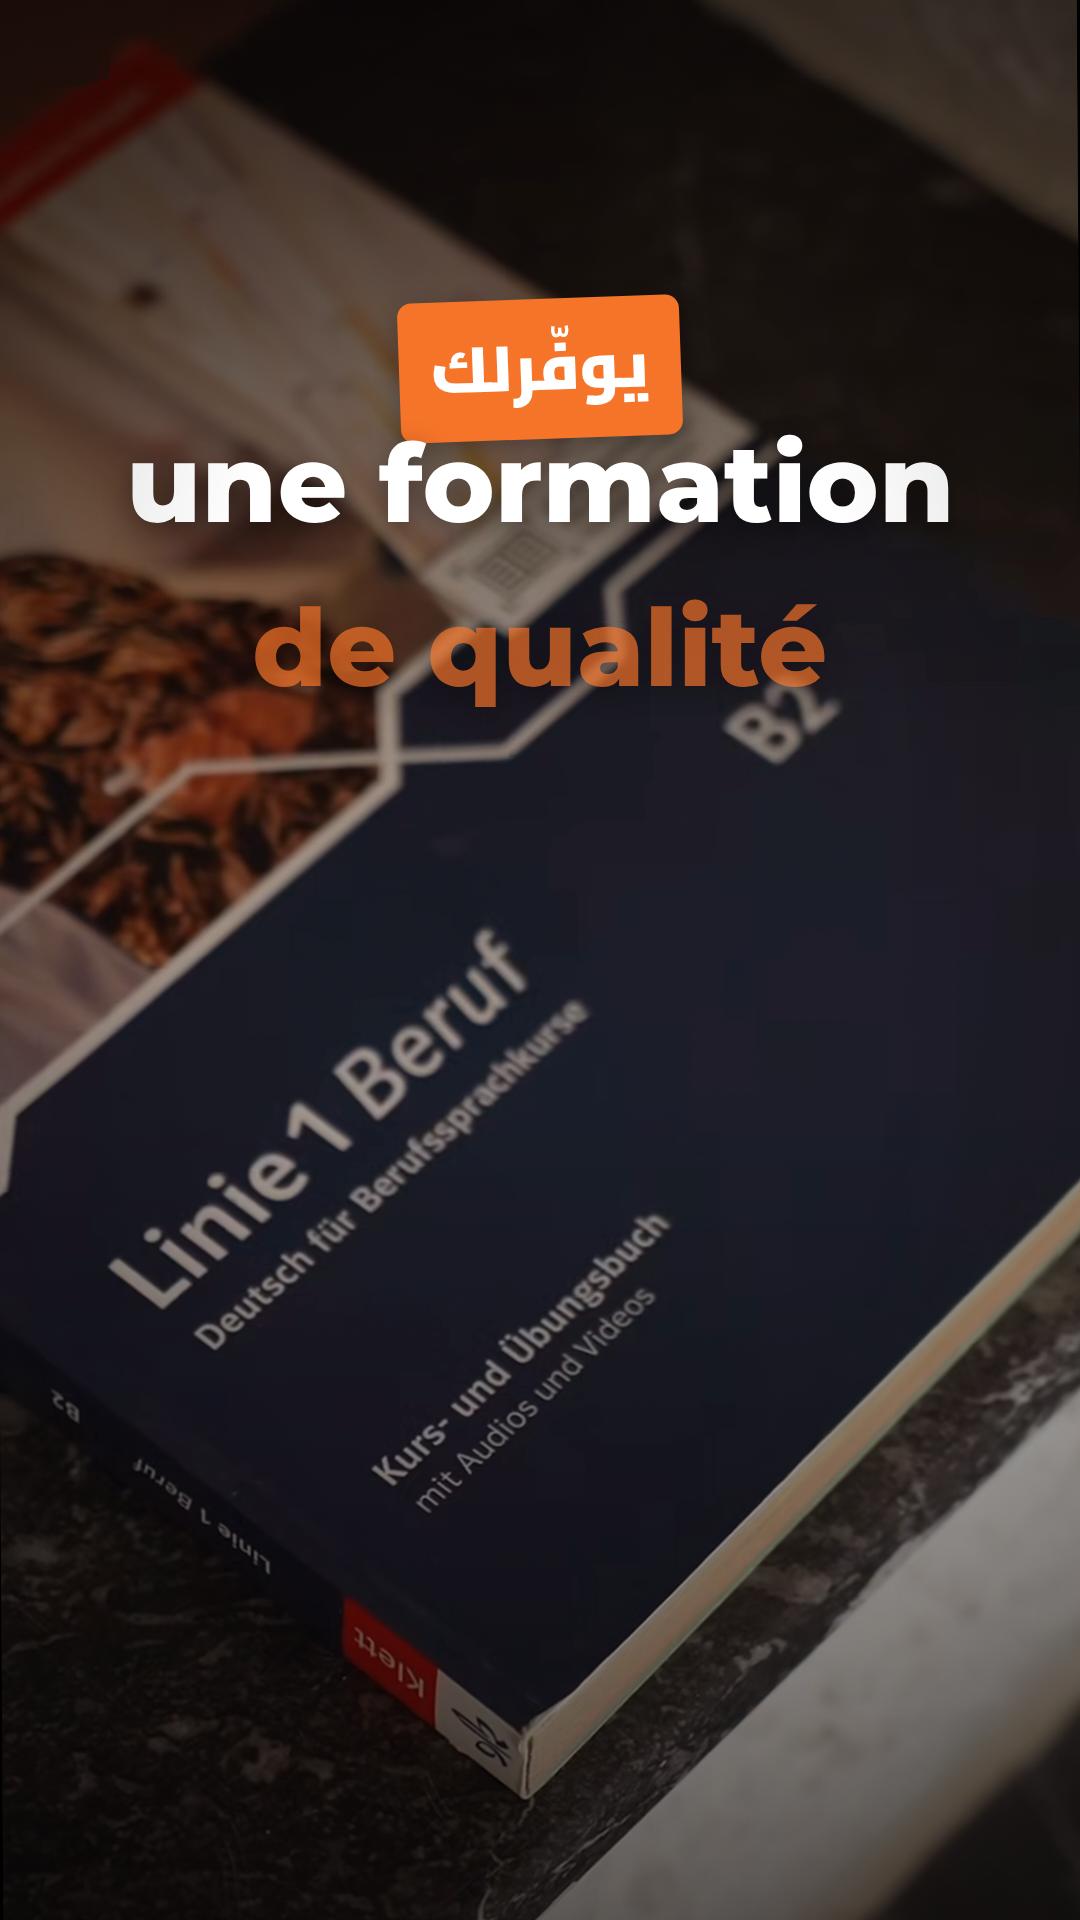 يوفّرلك
une formation
de qualité
B2
Linie 1 Beruf
Deutsch für Berufssprachkurse
Kurs- und Übungsbuch
mit Audios und Videos
B2
Linie 1 Beruf
Klett